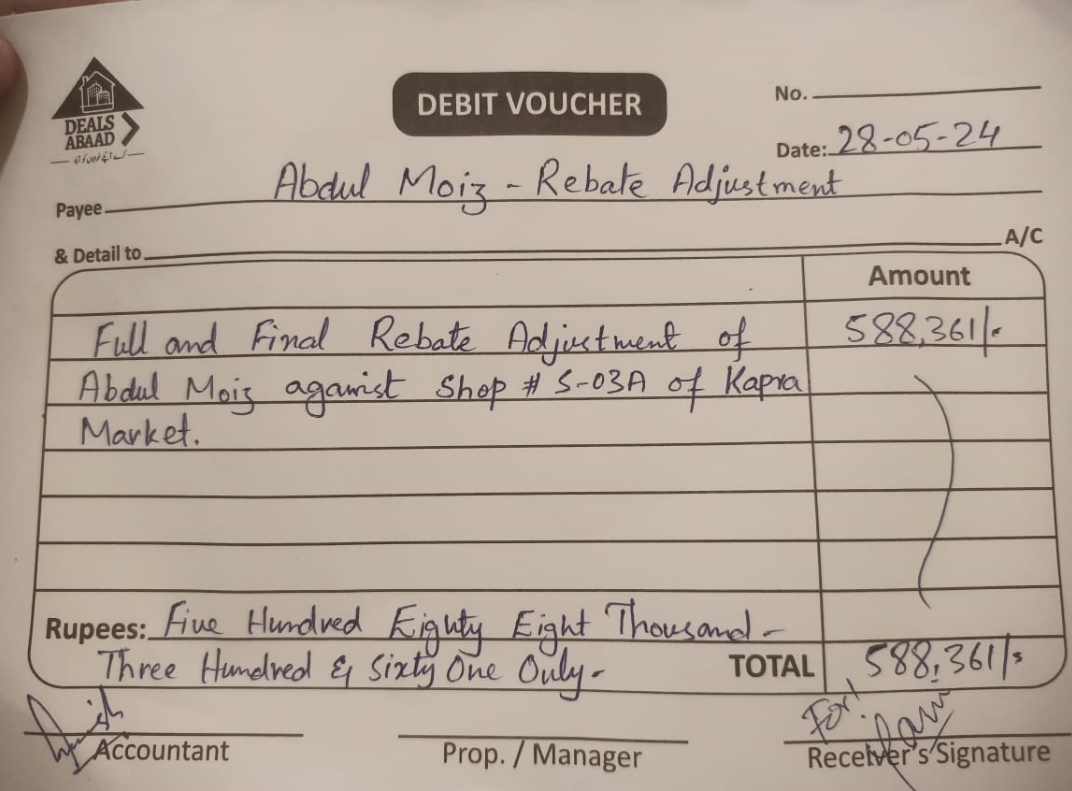 DEALS
ABAAD
DEBIT VOUCHER
No.
Date: 28-05-24
Payee Abdul Moiz - Rebate Adjustment
& Detail to A/C
Amount
Full and Final Rebate Adjustment of 588,361/-
Abdul Moiz against Shop # S-03A of Kapra
Market.
Rupees: Five Hundred Eighty Eight Thousand -
Three Hundred & Sixty One Only- TOTAL 588,361/-
For
Accountant Prop. / Manager Receiver's Signature